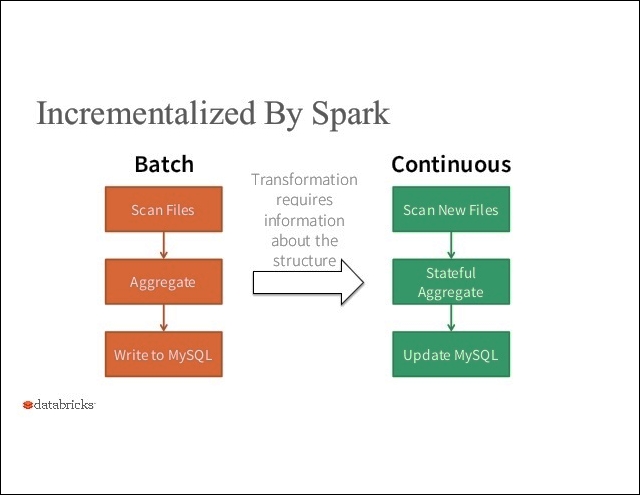 Incrementalized By Spark
Batch
Scan Files
Aggregate
Write to MySQL
Transformation
requires
information
about the
structure
Continuous
Scan New Files
Stateful
Aggregate
Update MySQL
databricks